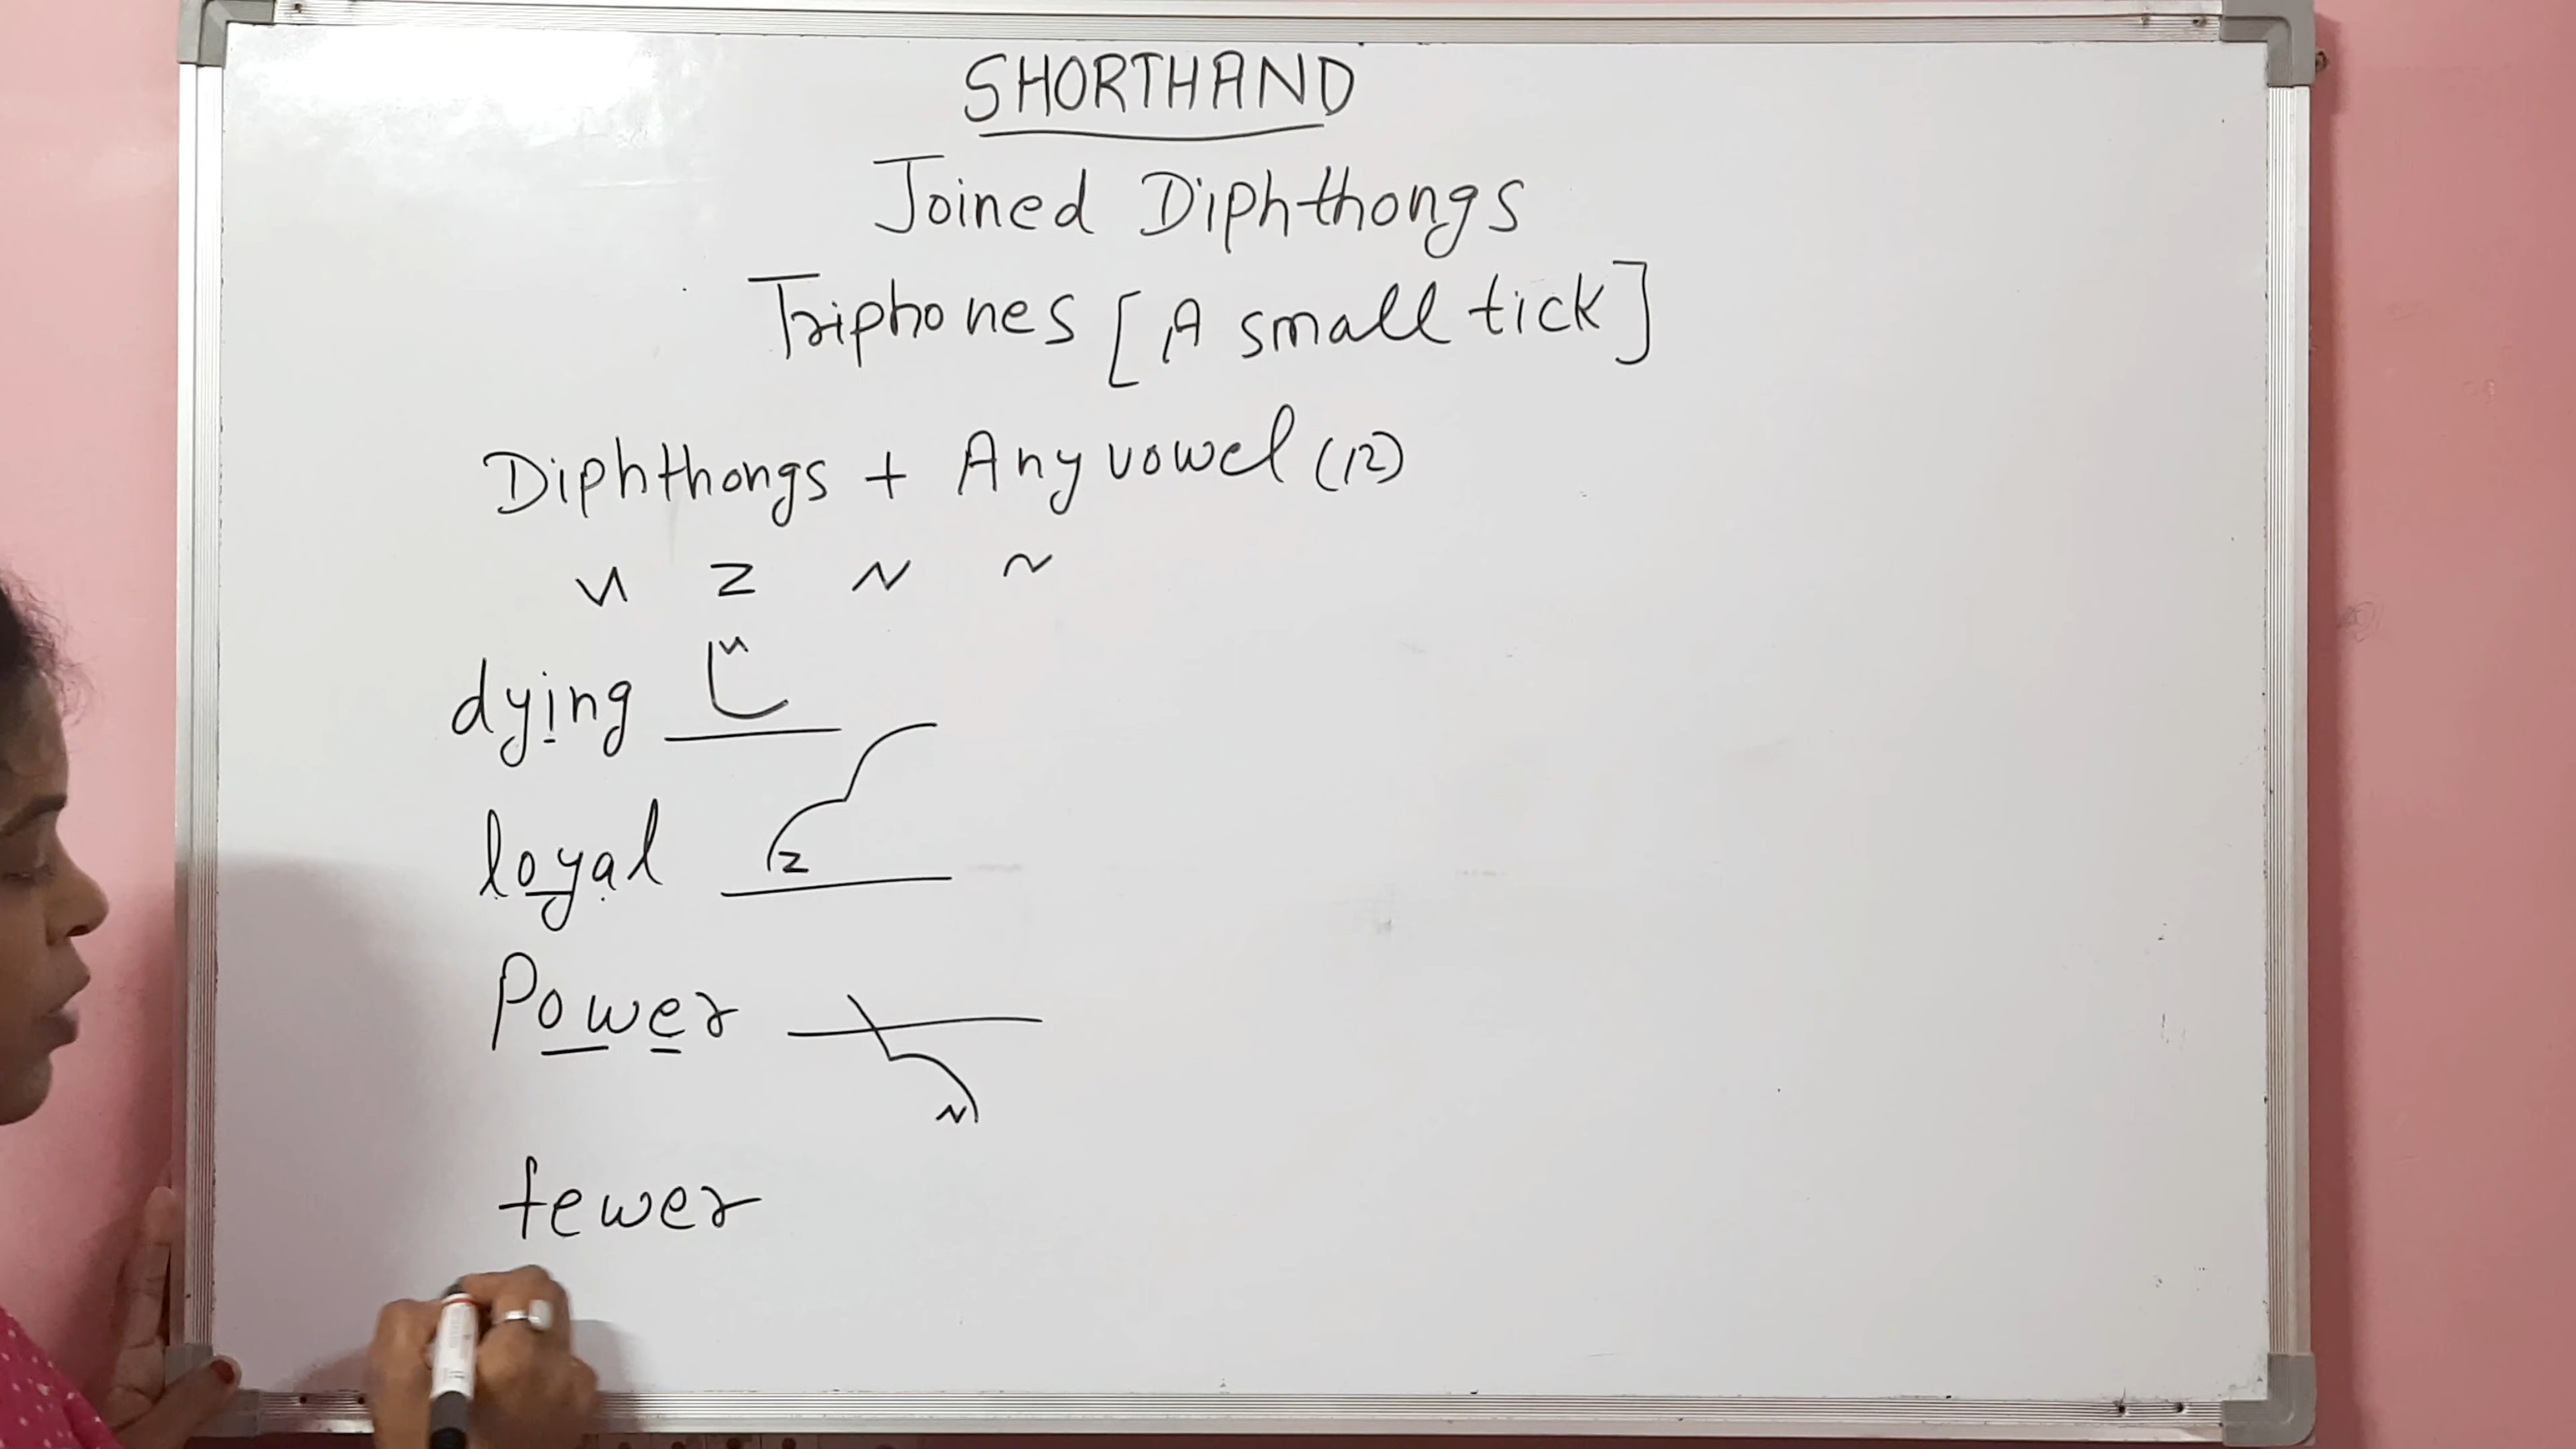 SHORTHAND
Joined Diphthongs
Triphones [A small tick]
Diphthongs + Any vowel (12)
dying
loyal
Power
fewer